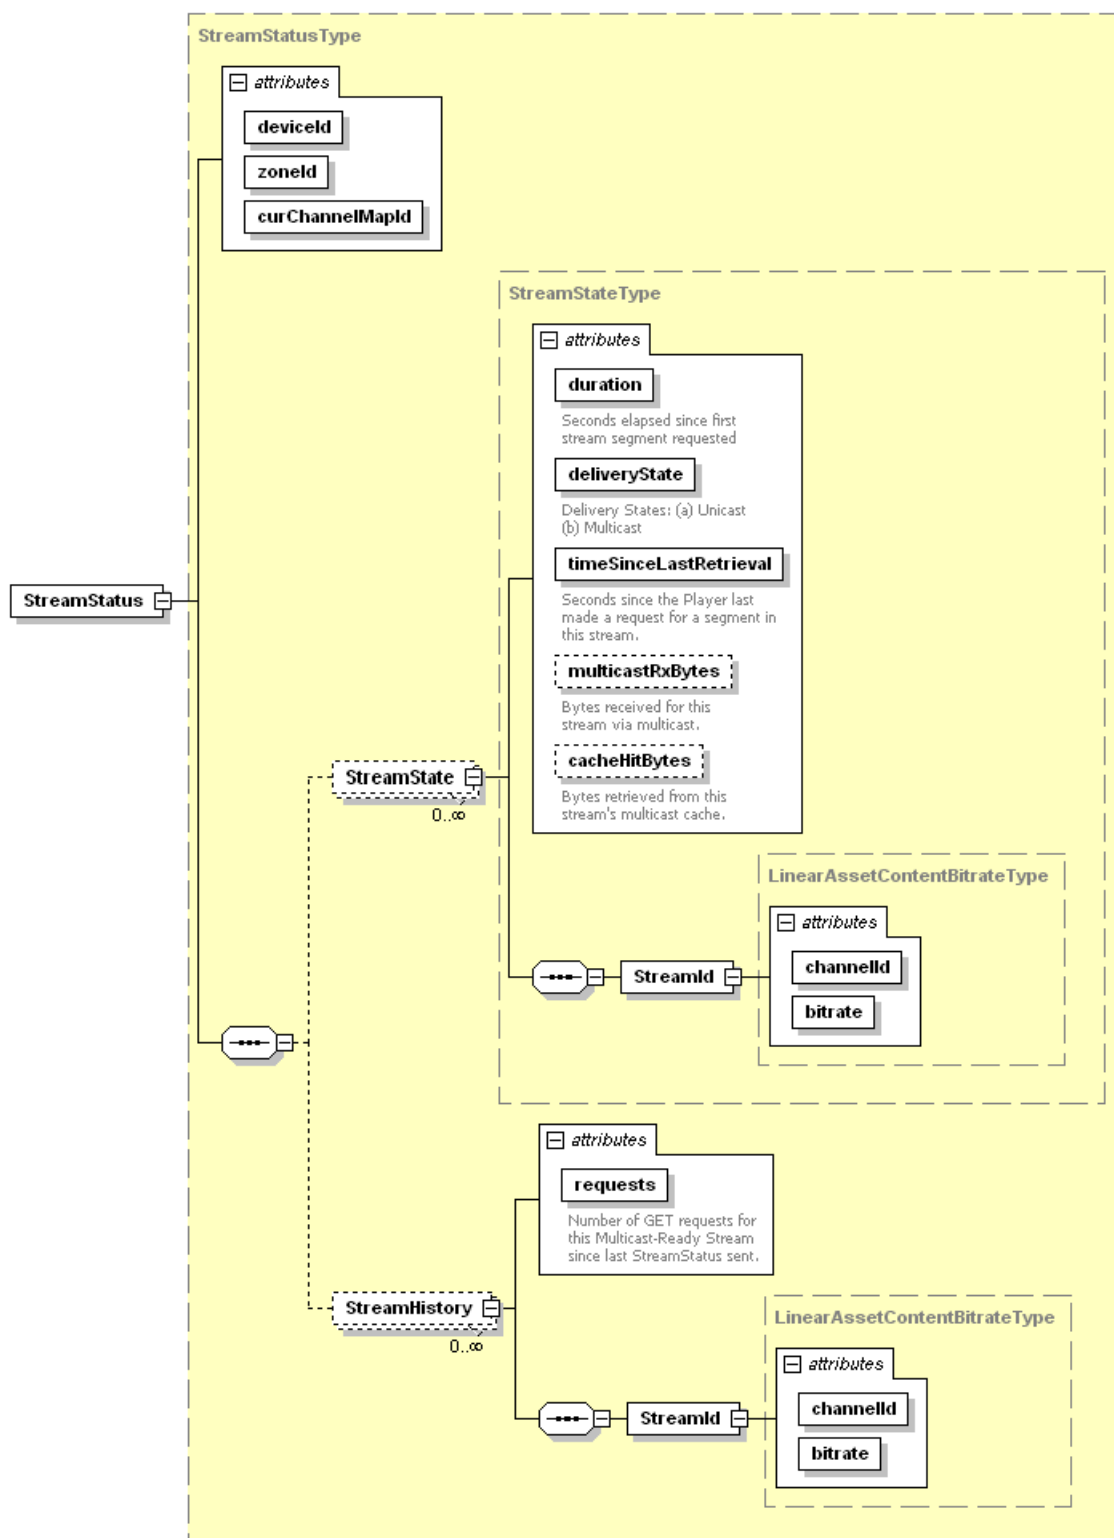 StreamStatusType
attributes
deviceId
zoneId
curChannelMapId
StreamStateType
attributes
duration
Seconds elapsed since first
stream segment requested
deliveryState
Delivery States: (a) Unicast
(b) Multicast
timeSinceLastRetrieval
Seconds since the Player last
made a request for a segment in
this stream.
StreamStatus
multicastRxBytes
Bytes received for this
stream via multicast.
cacheHitBytes
Bytes retrieved from this
stream's multicast cache.
StreamState
0..∞
LinearAssetContentBitrateType
attributes
channelId
bitrate
StreamId
attributes
requests
Number of GET requests for
this Multicast-Ready Stream
since last StreamStatus sent.
StreamHistory
0..∞
LinearAssetContentBitrateType
attributes
channelId
bitrate
StreamId